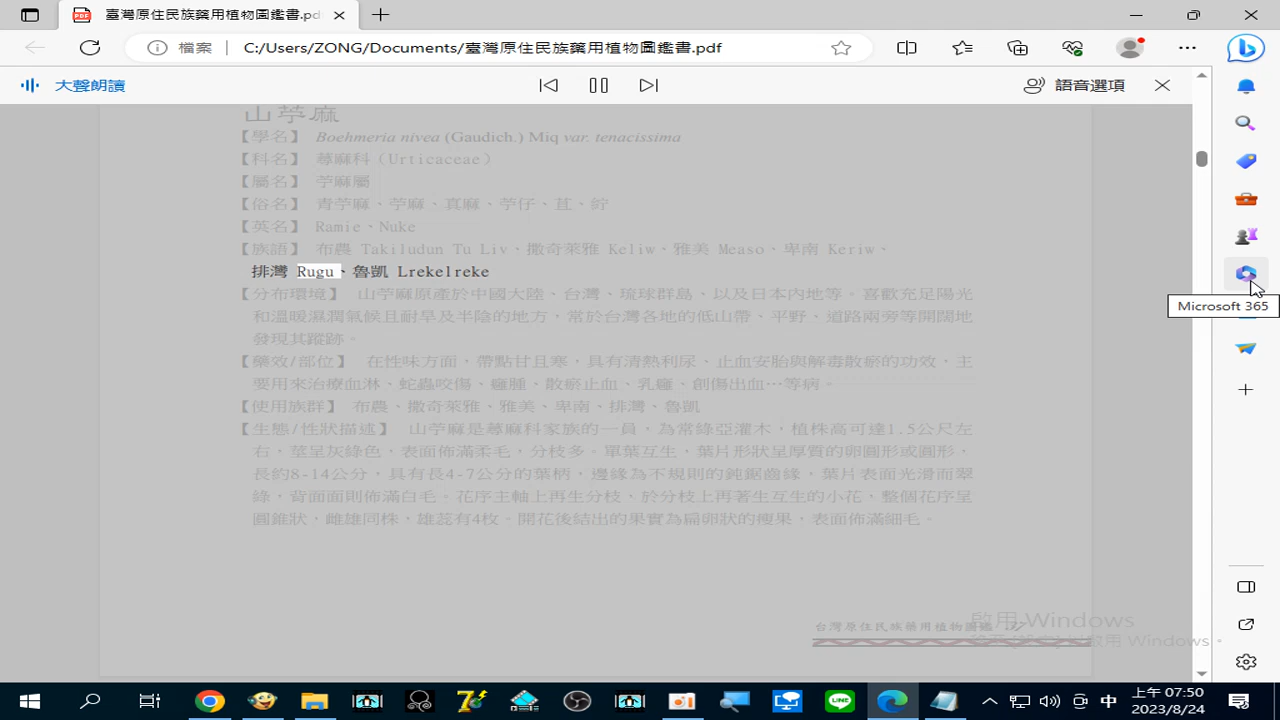 臺灣原住民族藥用植物圖鑑書.pdf
檔案 C:/Users/ZONG/Documents/臺灣原住民族藥用植物圖鑑書.pdf
大聲朗讀
語音選項
山苧麻
【學名】 Boehmeria nivea (Gaudich.) Miq var. tenacissima
【科名】 蕁麻科（Urticaceae）
【屬名】 苧麻屬
【俗名】 青苧麻、苧麻、真麻、苧仔、苴、紵
【英名】 Ramie、Nuke
【族語】 布農 Takiludun Tu Liv、撒奇萊雅 Keliw、雅美 Measo、卑南 Keriw、
排灣 Rugu、魯凱 Lrekelreke
【分布環境】 山苧麻原產於中國大陸、台灣、琉球群島、以及日本內地等。喜歡充足陽光
和溫暖濕潤氣候且耐旱及半陰的地方，常於台灣各地的低山帶、平野、道路兩旁等開闊地
發現其蹤跡。
【藥效/部位】 在性味方面，帶點甘且寒，具有清熱利尿、止血安胎與解毒散瘀的功效，主
要用來治療血淋、蛇蟲咬傷、癰腫，散瘀止血、乳癰、創傷出血…等病。
【使用族群】 布農、撒奇萊雅、雅美、卑南、排灣、魯凱
【生態/性狀描述】 山苧麻是蕁麻科家族的一員，為常綠亞灌木，植株高可達1.5公尺左
右，莖呈灰綠色，表面佈滿柔毛，分枝多。單葉互生，葉片形狀呈厚質的卵圓形或圓形，
長約8-14公分，具有長4-7公分的葉柄，邊緣為不規則的鈍鋸齒緣，葉片表面光滑而翠
綠，背面面則佈滿白毛。花序主軸上再生分枝、於分枝上再著生互生的小花，整個花序呈
圓錐狀，雌雄同株，雄蕊有4枚。開花後結出的果實為扁卵狀的瘦果，表面佈滿細毛。
Microsoft 365
台灣原住民族藥用植物圖鑑
啟用 Windows
啟用 Windows。
中
上午 07:50
2023/8/24